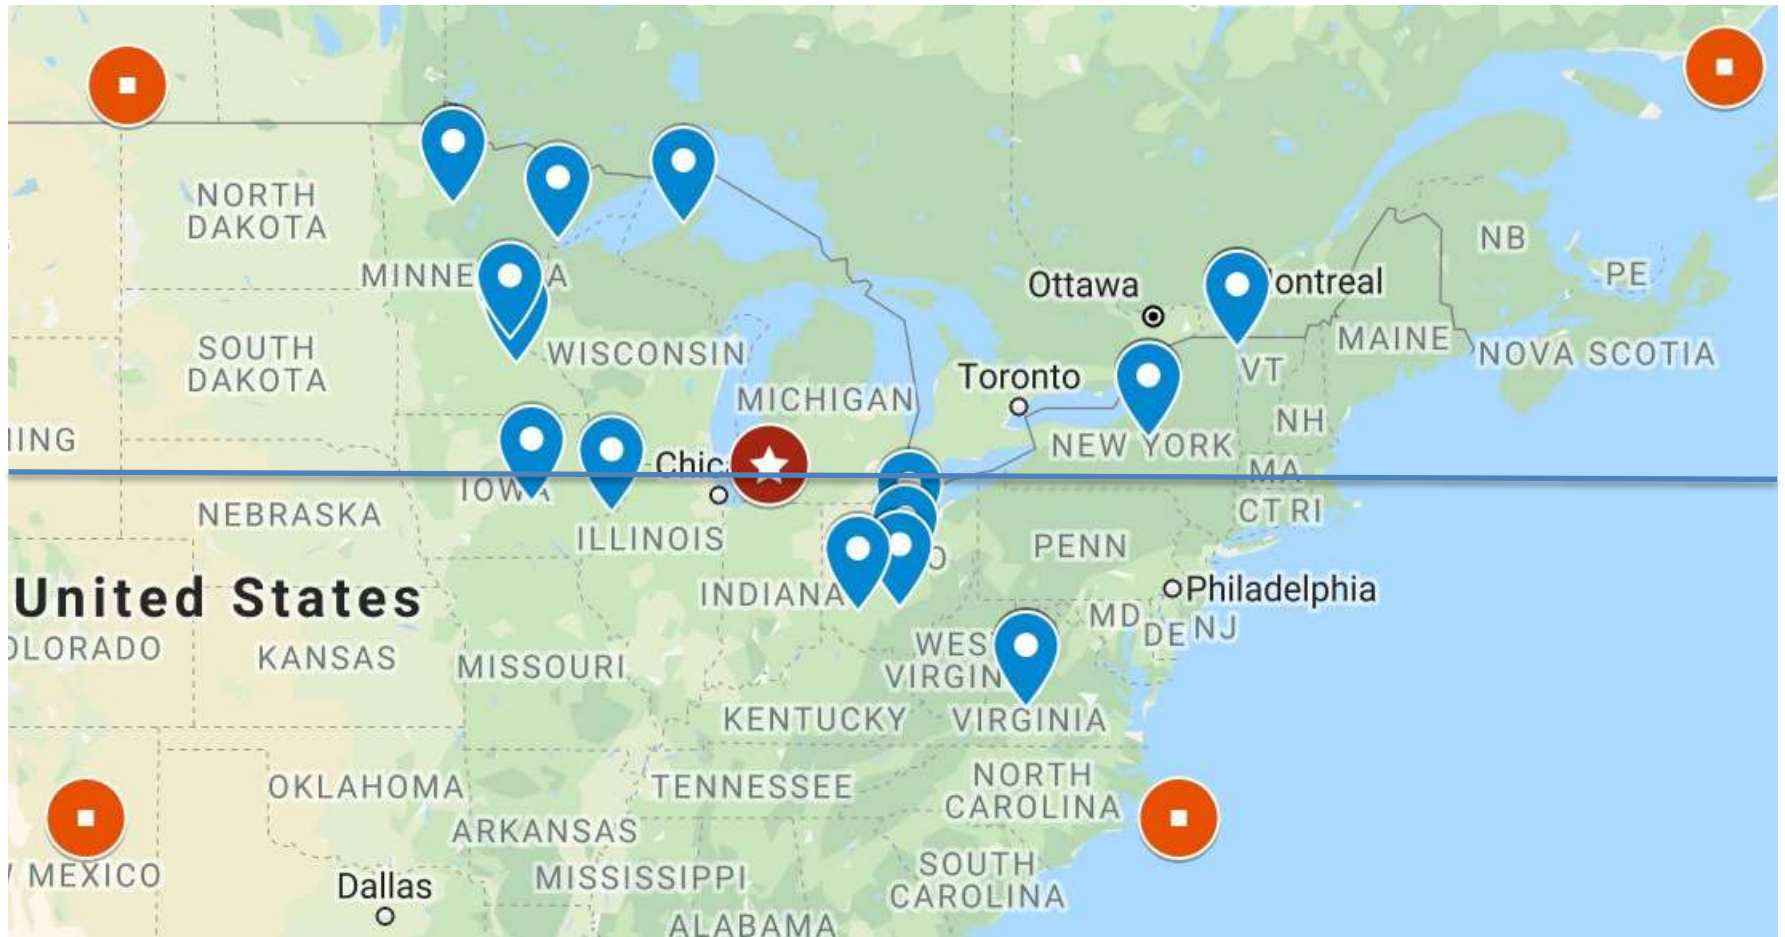 NORTH
DAKOTA
MINNE
A
SOUTH
DAKOTA
WISCONSIN
MICHIGAN
Ottawa
ontreal
NB
PE
MAINE
NOVA SCOTIA
VT
Toronto
NH
NEW YORK
ING
Chic
MA
IOWA
CT RI
NEBRASKA
ILLINOIS
O
PENN
INDIANA
Philadelphia
United States
MD
DE
NJ
OLORADO
KANSAS
MISSOURI
WES
VIRGIN
KENTUCKY
VIRGINIA
OKLAHOMA
TENNESSEE
NORTH
CAROLINA
ARKANSAS
MEXICO
Dallas
MISSISSIPPI
SOUTH
CAROLINA
ALABAMA